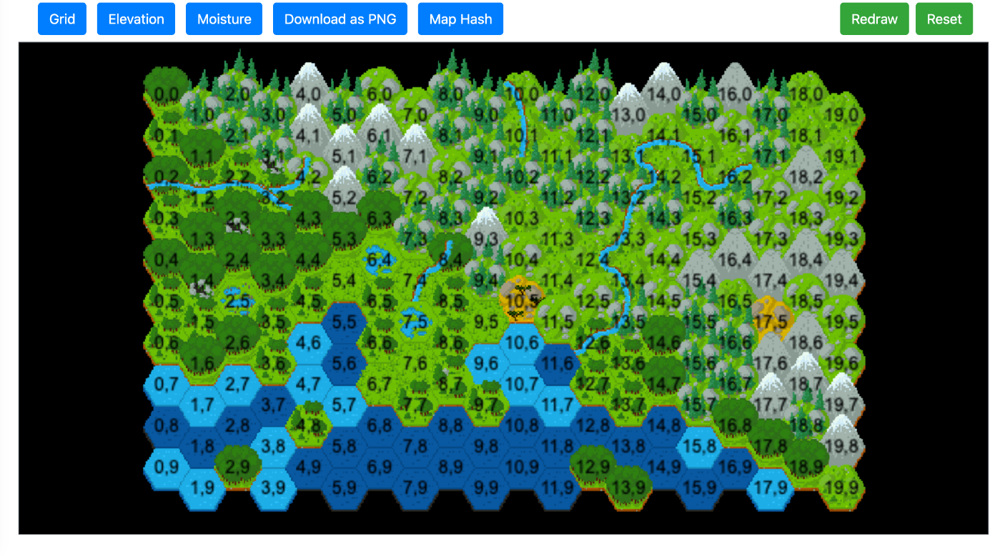 Grid Elevation Moisture Download as PNG Map Hash Redraw Reset
0,0 2,0 4,0 6,0 8,0 10,0 12,0 14,0 16,0 18,0
1,0 3,0 5,0 7,0 9,0 11,0 13,0 15,0 17,0 19,0
0,1 2,1 4,1 6,1 8,1 10,1 12,1 14,1 16,1 18,1
1,1 3,1 5,1 7,1 9,1 11,1 13,1 15,1 17,1 19,1
0,2 2,2 4,2 6,2 8,2 10,2 12,2 14,2 16,2 18,2
1,2 3,2 5,2 7,2 9,2 11,2 13,2 15,2 17,2 19,2
0,3 2,3 4,3 6,3 8,3 10,3 12,3 14,3 16,3 18,3
1,3 3,3 5,3 7,3 9,3 11,3 13,3 15,3 17,3 19,3
0,4 2,4 4,4 6,4 8,4 10,4 12,4 14,4 16,4 18,4
1,4 3,4 5,4 7,4 9,4 11,4 13,4 15,4 17,4 19,4
0,5 2,5 4,5 6,5 8,5 10,5 12,5 14,5 16,5 18,5
1,5 3,5 5,5 7,5 9,5 11,5 13,5 15,5 17,5 19,5
0,6 2,6 4,6 6,6 8,6 10,6 12,6 14,6 16,6 18,6
1,6 3,6 5,6 7,6 9,6 11,6 13,6 15,6 17,6 19,6
0,7 2,7 4,7 6,7 8,7 10,7 12,7 14,7 16,7 18,7
1,7 3,7 5,7 7,7 9,7 11,7 13,7 15,7 17,7 19,7
0,8 2,8 4,8 6,8 8,8 10,8 12,8 14,8 16,8 18,8
1,8 3,8 5,8 7,8 9,8 11,8 13,8 15,8 17,8 19,8
0,9 2,9 4,9 6,9 8,9 10,9 12,9 14,9 16,9 18,9
1,9 3,9 5,9 7,9 9,9 11,9 13,9 15,9 17,9 19,9